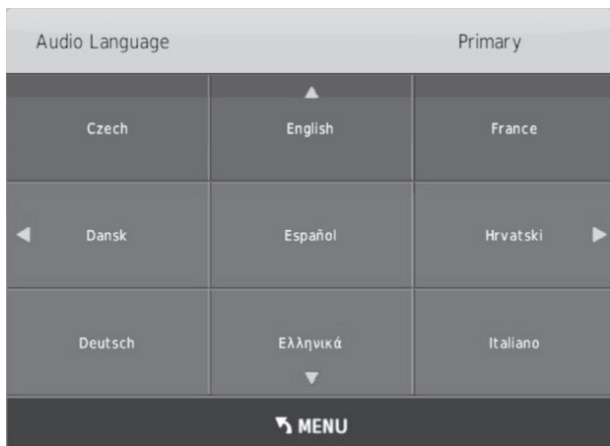 Audio Language Primary
Czech English France
Dansk Español Hrvatski
Deutsch Ελληνικά Italiano
MENU